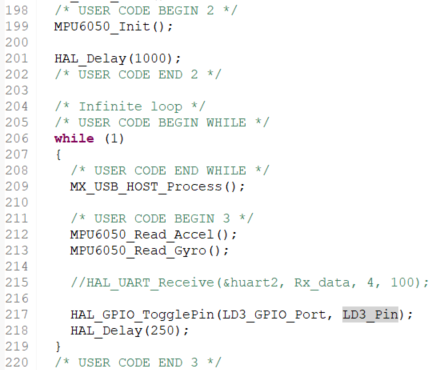 198 /* USER CODE BEGIN 2 */
199 MPU6050_Init();
200
201 HAL_Delay(1000);
202 /* USER CODE END 2 */
203
204 /* Infinite loop */
205 /* USER CODE BEGIN WHILE */
206 while (1)
207 {
208 /* USER CODE END WHILE */
209 MX_USB_HOST_Process();
210
211 /* USER CODE BEGIN 3 */
212 MPU6050_Read_Accel();
213 MPU6050_Read_Gyro();
214
215 //HAL_UART_Receive(&huart2, Rx_data, 4, 100);
216
217 HAL_GPIO_TogglePin(LD3_GPIO_Port, LD3_Pin);
218 HAL_Delay(250);
219 }
220 /* USER CODE END 3 */